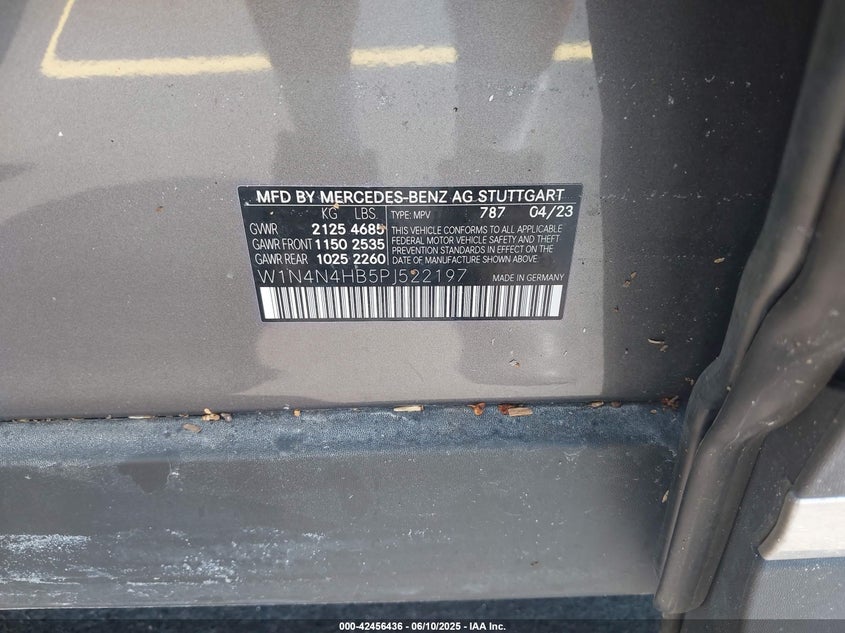 MFD BY MERCEDES-BENZ AG STUTTGART
KG LBS TYPE: MPV 787 04/23
GVWR 2125 4685
GAWR FRONT 1150 2535
GAWR REAR 1025 2260
THIS VEHICLE CONFORMS TO ALL APPLICABLE
FEDERAL MOTOR VEHICLE SAFETY AND THEFT
PREVENTION STANDARDS IN EFFECT ON THE
DATE OF MANUFACTURE SHOWN ABOVE.
W1N4N4HB5PJ522197 MADE IN GERMANY
000-42456436 - 06/10/2025 - IAA Inc.